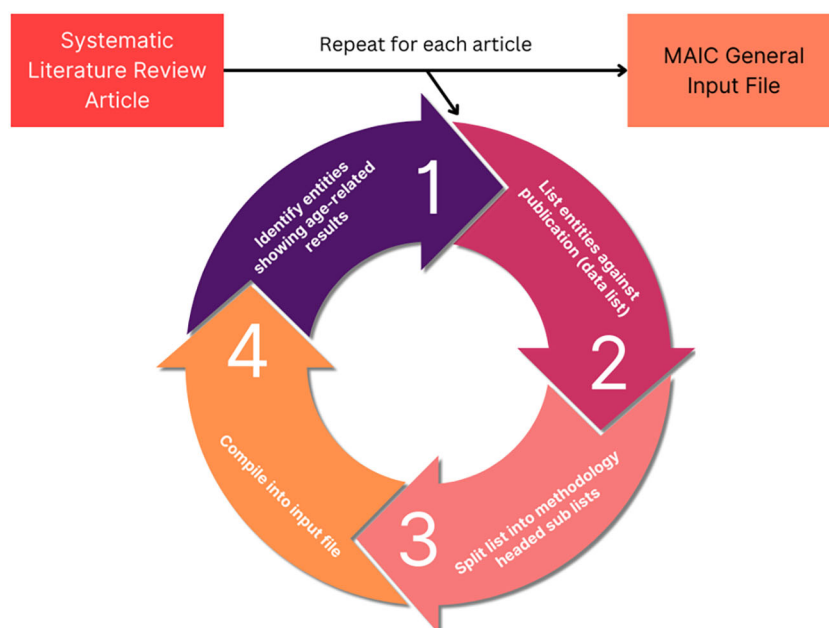 Systematic
Literature Review
Article
Repeat for each article
MAIC General
Input File
1
Identify entities
showing age-related
results
2
List entities against
publication (data list)
3
Split list into methodology
headed sub lists
4
Compile into input file